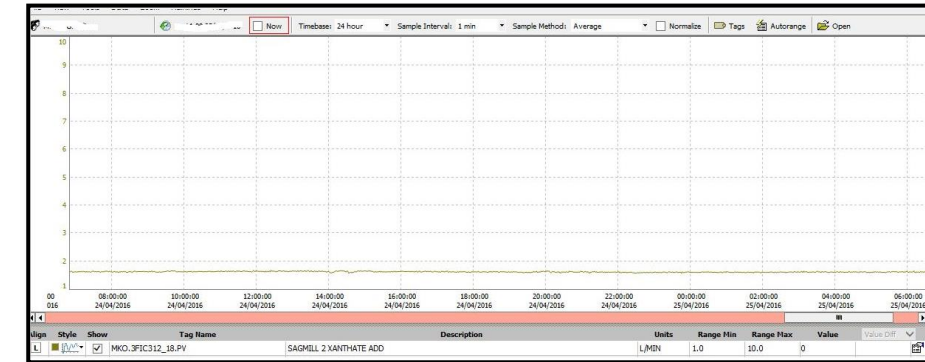 Now Timebase: 24 hour Sample Interval: 1 min Sample Method: Average Normalize Tags Autorange Open
10
9
8
7
6
5
4
3
2
1
00 08:00:00 10:00:00 12:00:00 14:00:00 16:00:00 18:00:00 20:00:00 22:00:00 00:00:00 02:00:00 04:00:00 06:00:00
016 24/04/2016 24/04/2016 24/04/2016 24/04/2016 24/04/2016 24/04/2016 24/04/2016 24/04/2016 25/04/2016 25/04/2016 25/04/2016 25/04/2016
Align Style Show Tag Name Description Units Range Min Range Max Value Value Diff
L MKO.3FIC312_18.PV SAGMILL 2 XANTHATE ADD L/MIN 1.0 10.0 0